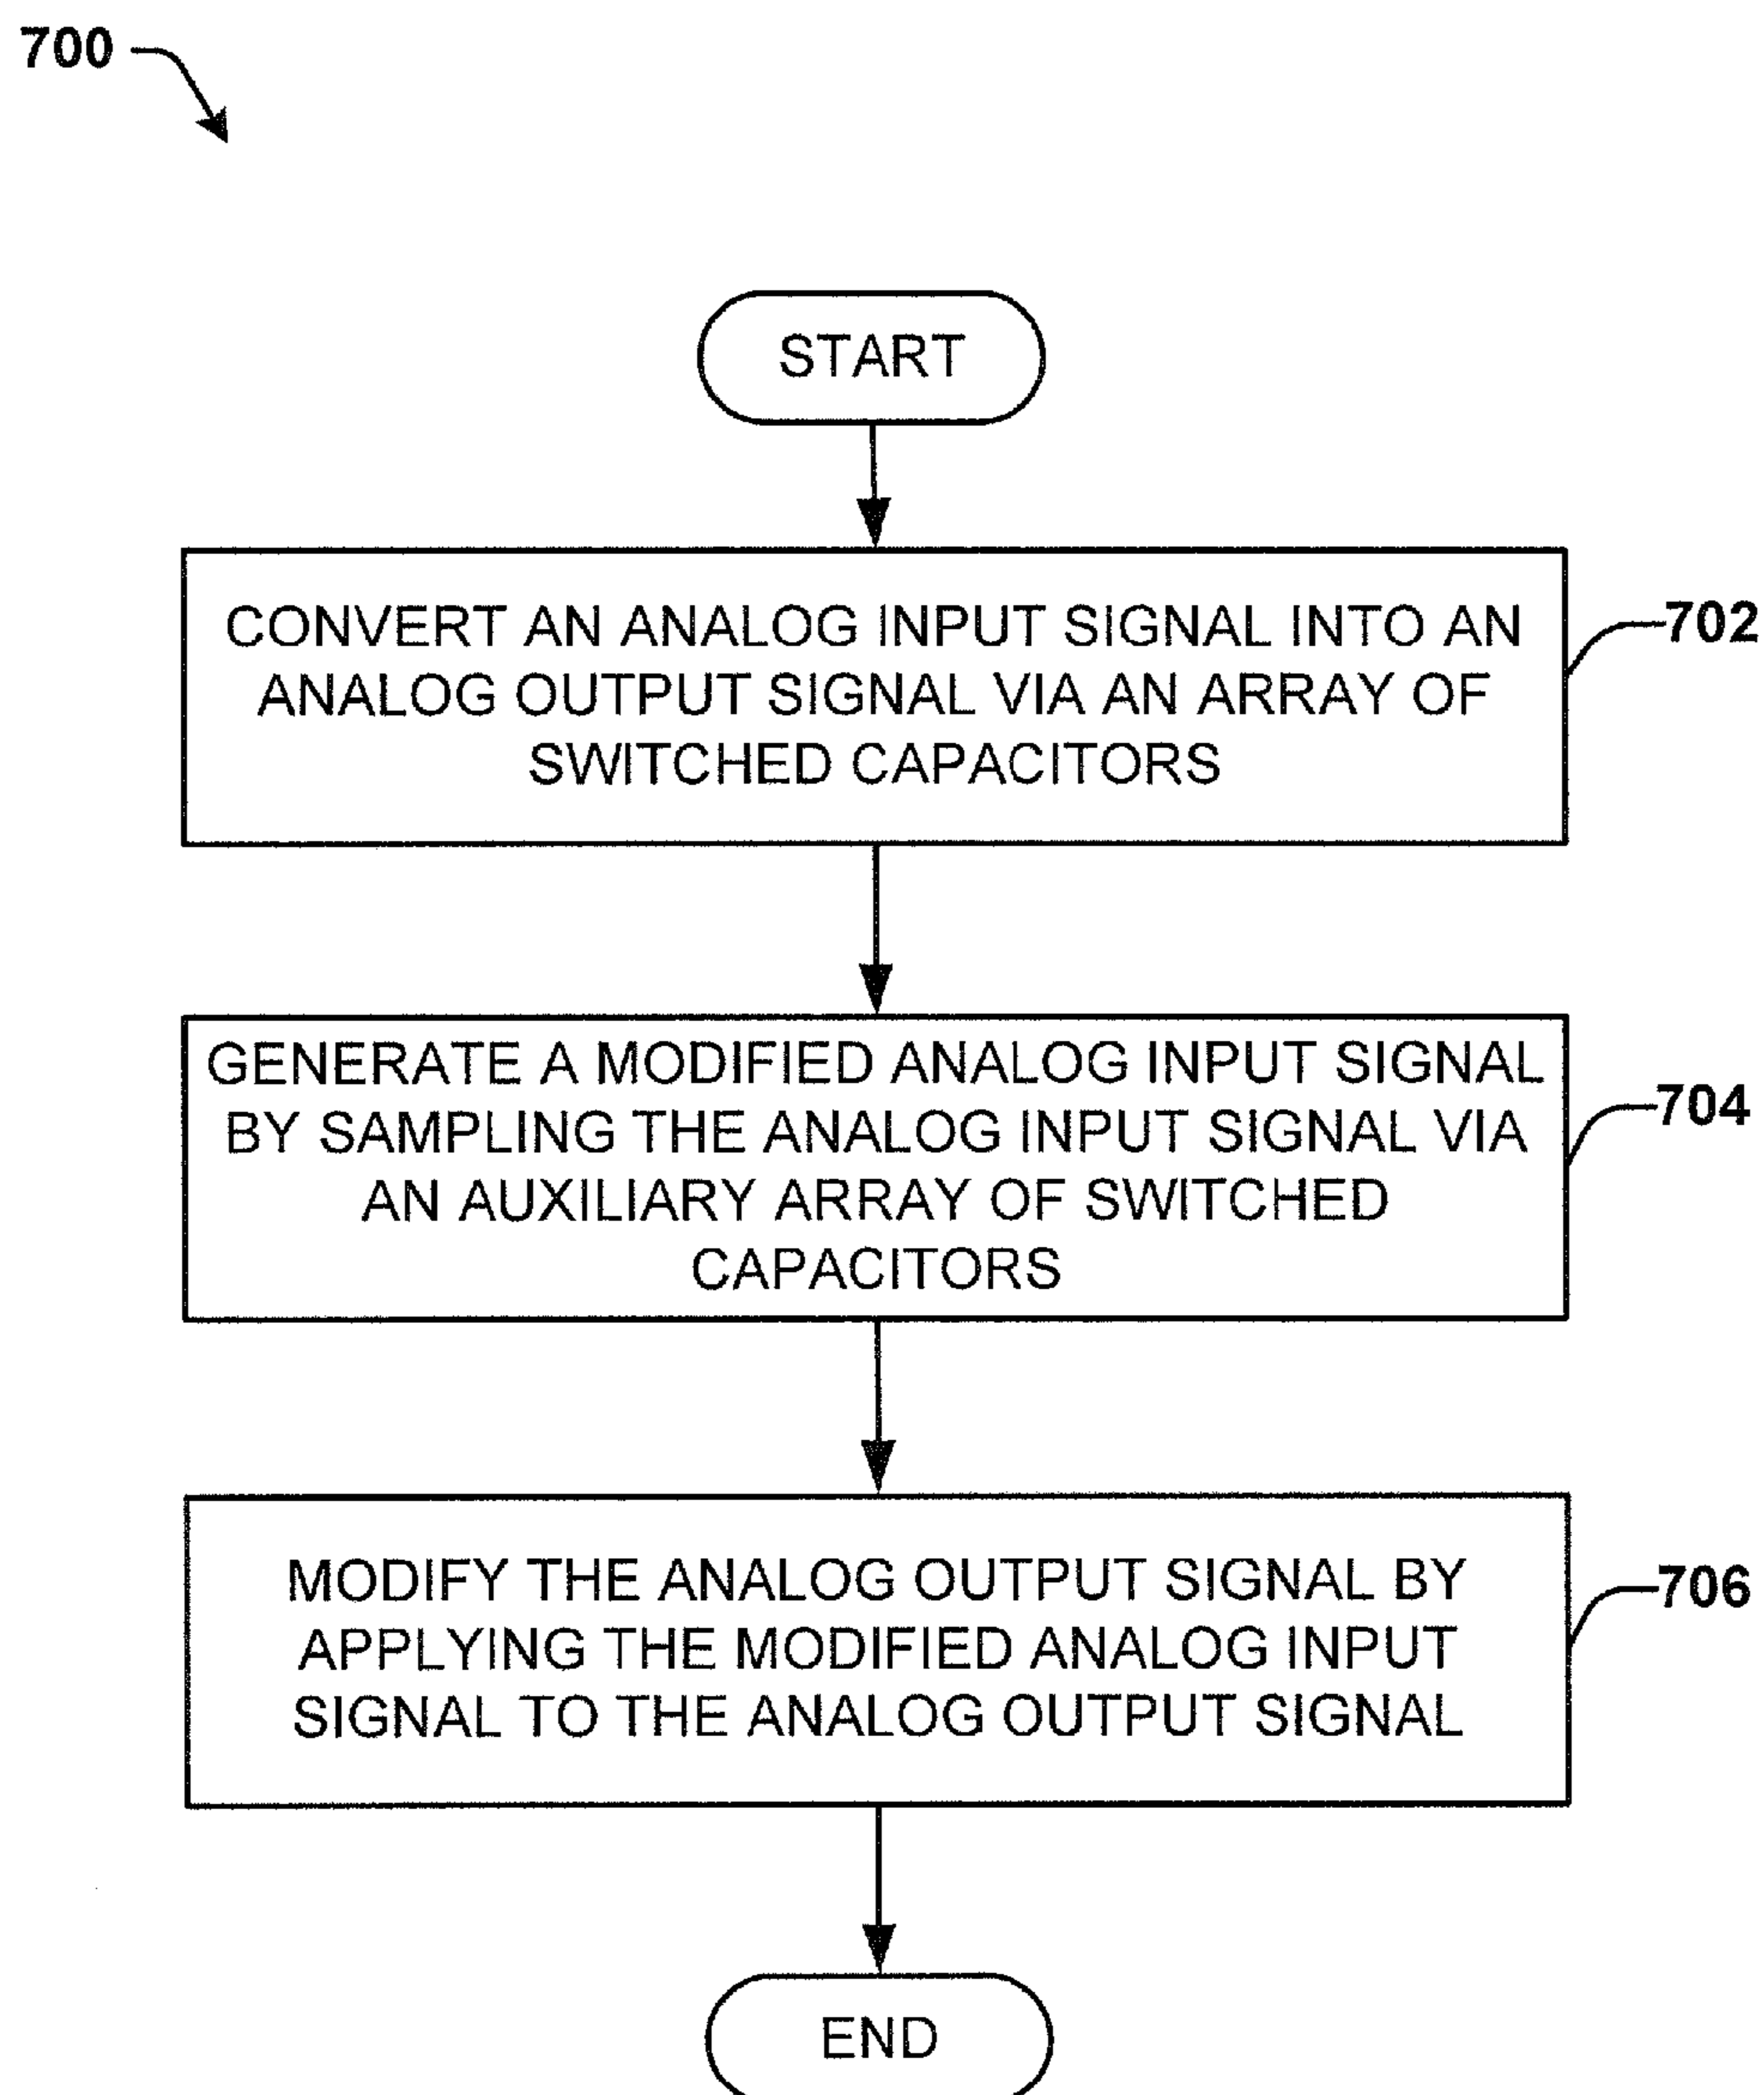 700
START
CONVERT AN ANALOG INPUT SIGNAL INTO AN
ANALOG OUTPUT SIGNAL VIA AN ARRAY OF
SWITCHED CAPACITORS
702
GENERATE A MODIFIED ANALOG INPUT SIGNAL
BY SAMPLING THE ANALOG INPUT SIGNAL VIA
AN AUXILIARY ARRAY OF SWITCHED
CAPACITORS
704
MODIFY THE ANALOG OUTPUT SIGNAL BY
APPLYING THE MODIFIED ANALOG INPUT
SIGNAL TO THE ANALOG OUTPUT SIGNAL
706
END